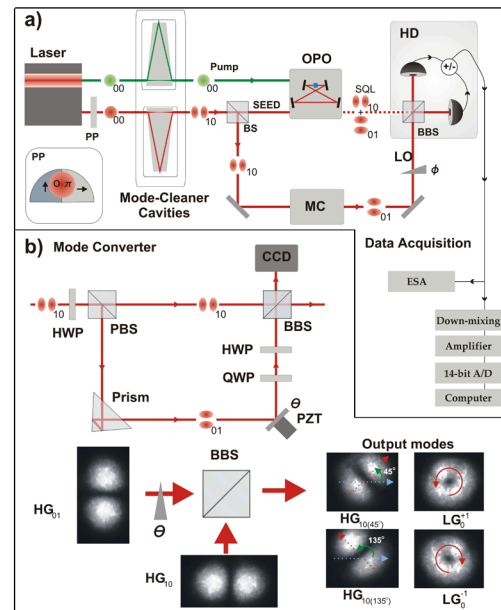 a)
Laser
00
00
Pump
00
OPO
HD
+/-
SQL
10
+
01
PP
00
10
BS
SEED
BBS
PP
O
π
Mode-Cleaner
Cavities
10
MC
01
LO
ϕ
Data Acquisition
ESA
Down-mixing
Amplifier
14-bit A/D
Computer
b) Mode Converter
CCD
10
HWP
PBS
10
BBS
HWP
QWP
Prism
01
Θ
PZT
HG01
Θ
BBS
HG10
Output modes
45°
HG10(45°)
LG0+1
135°
HG10(135°)
LG0-1